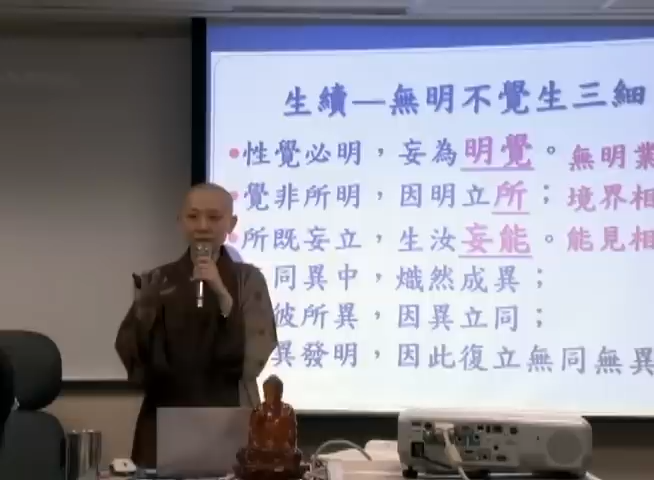 生續—無明不覺生三細
•性覺必明，妄為明覺。無明業
•覺非所明，因明立所；境界相
•所既妄立，生汝妄能。能見相
同異中，熾然成異；
彼所異，因異立同；
異發明，因此復立無同無異